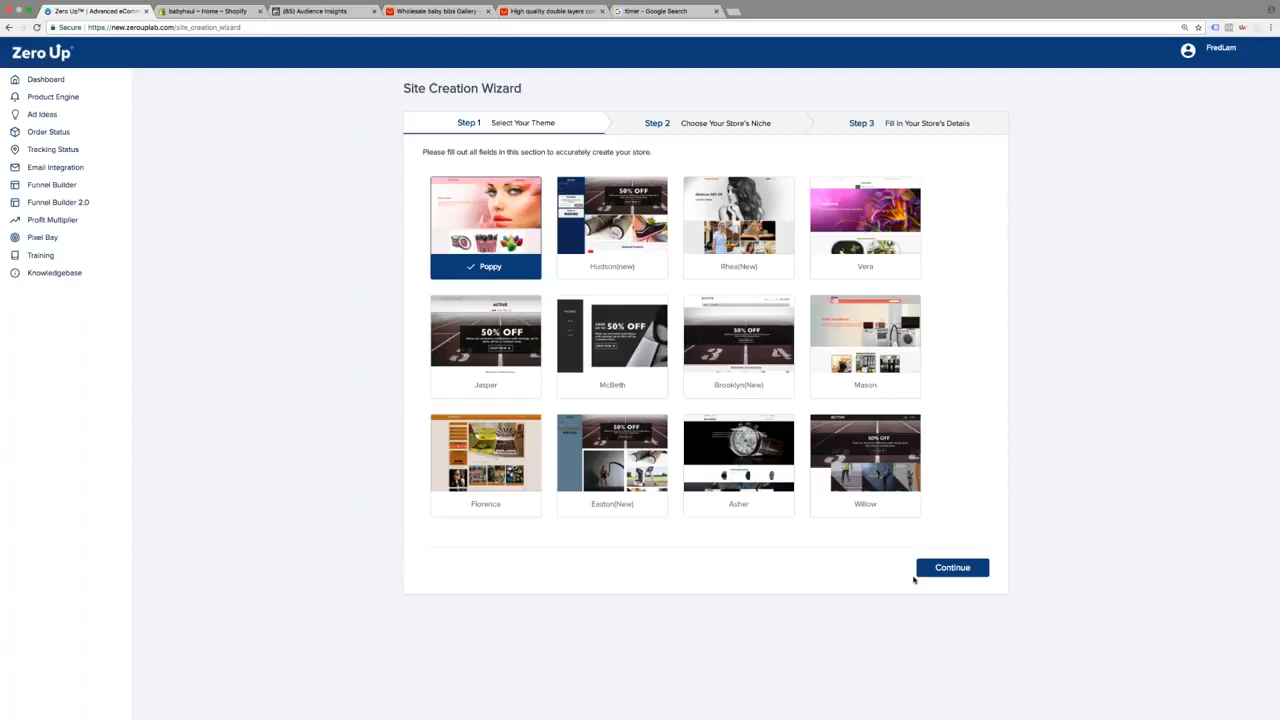 Zero Up™ | Advanced eComm
babyhaul ~ Home ~ Shopify
(85) Audience Insights
Wholesale baby bibs Gallery
High quality double layers co
timer - Google Search
Secure
https://new.zerouplab.com/site_creation_wizard
Zero Up
FredLam
Dashboard
Product Engine
Ad Ideas
Order Status
Tracking Status
Email Integration
Funnel Builder
Funnel Builder 2.0
Profit Multiplier
Pixel Bay
Training
Knowledgebase
Site Creation Wizard
Step 1 Select Your Theme
Step 2 Choose Your Store's Niche
Step 3 Fill In Your Store's Details
Please fill out all fields in this section to accurately create your store.
50% OFF
Poppy
Hudson(new)
Rhea(New)
Vera
ACTIVE
50% OFF
50% OFF
50% OFF
Jasper
McBeth
Brooklyn(New)
Mason
50% OFF
ACTIVE
50% OFF
Florence
Easton(New)
Asher
Willow
Continue